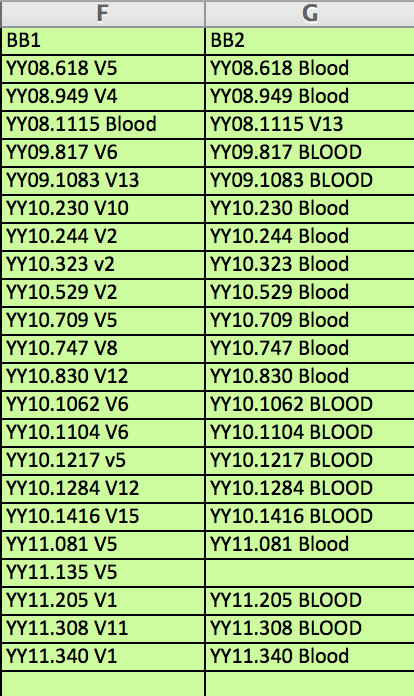 F G
BB1 BB2
YY08.618 V5 YY08.618 Blood
YY08.949 V4 YY08.949 Blood
YY08.1115 Blood YY08.1115 V13
YY09.817 V6 YY09.817 BLOOD
YY09.1083 V13 YY09.1083 BLOOD
YY10.230 V10 YY10.230 Blood
YY10.244 V2 YY10.244 Blood
YY10.323 v2 YY10.323 Blood
YY10.529 V2 YY10.529 Blood
YY10.709 V5 YY10.709 Blood
YY10.747 V8 YY10.747 Blood
YY10.830 V12 YY10.830 Blood
YY10.1062 V6 YY10.1062 BLOOD
YY10.1104 V6 YY10.1104 BLOOD
YY10.1217 v5 YY10.1217 BLOOD
YY10.1284 V12 YY10.1284 BLOOD
YY10.1416 V15 YY10.1416 BLOOD
YY11.081 V5 YY11.081 Blood
YY11.135 V5
YY11.205 V1 YY11.205 BLOOD
YY11.308 V11 YY11.308 BLOOD
YY11.340 V1 YY11.340 Blood